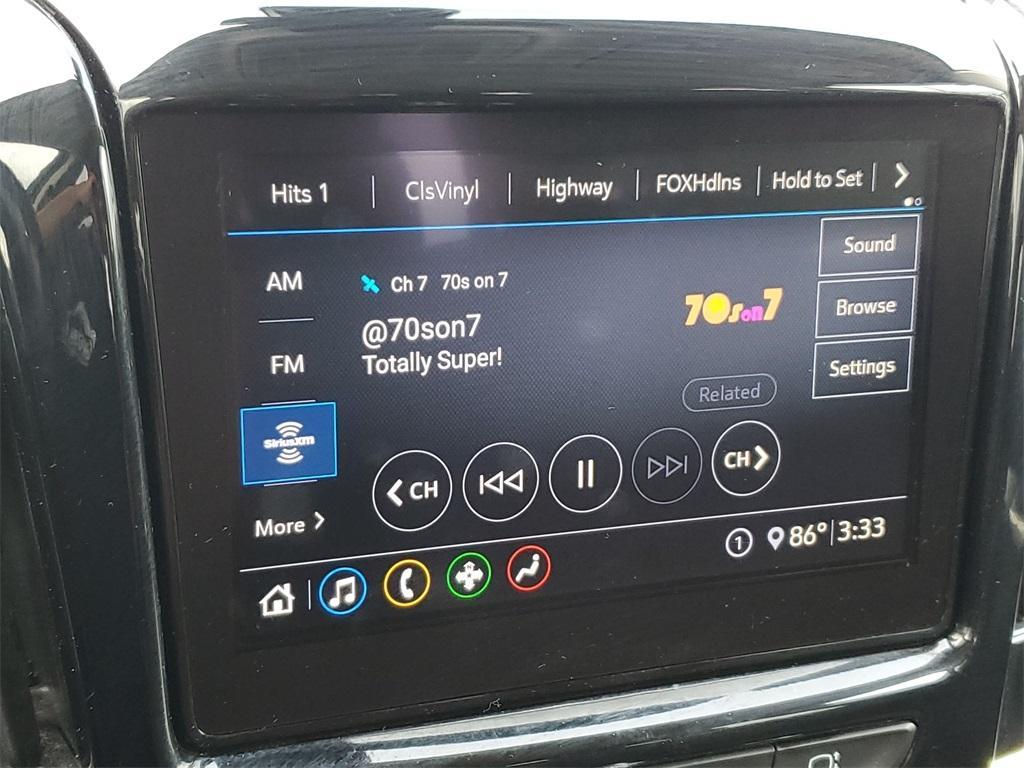 Hits 1 ClsVinyl Highway FOXHdlns Hold to Set
AM
FM
SiriusXM
More
Ch 7 70s on 7
@70son7
Totally Super!
70son7
Related
Sound
Browse
Settings
CH
CH
1 86° 3:33